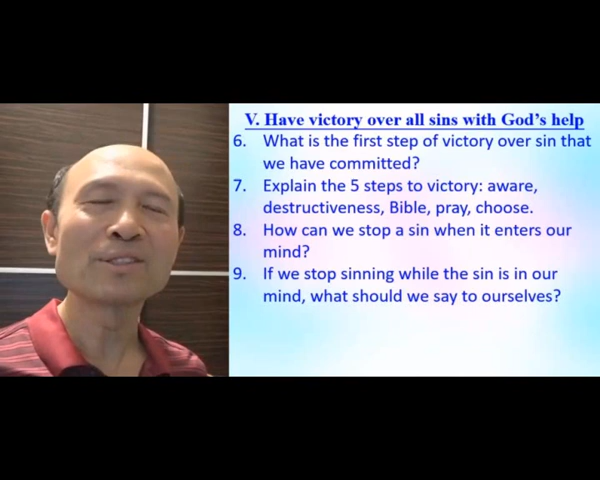 V. Have victory over all sins with God's help
6. What is the first step of victory over sin that
we have committed?
7. Explain the 5 steps to victory: aware,
destructiveness, Bible, pray, choose.
8. How can we stop a sin when it enters our
mind?
9. If we stop sinning while the sin is in our
mind, what should we say to ourselves?